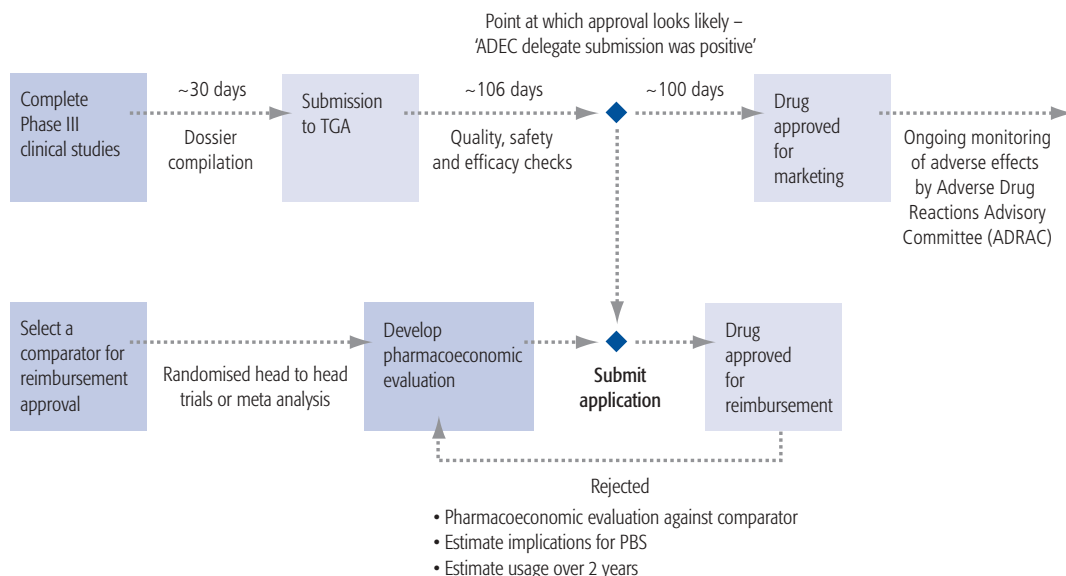 Point at which approval looks likely –
‘ADEC delegate submission was positive’
Complete
Phase III
clinical studies
~30 days
Dossier
compilation
Submission
to TGA
~106 days
Quality, safety
and efficacy checks
~100 days
Drug
approved
for
marketing
Ongoing monitoring
of adverse effects
by Adverse Drug
Reactions Advisory
Committee (ADRAC)
Select a
comparator for
reimbursement
approval
Randomised head to head
trials or meta analysis
Develop
pharmacoeconomic
evaluation
Submit
application
Drug
approved
for
reimbursement
Rejected
• Pharmacoeconomic evaluation against comparator
• Estimate implications for PBS
• Estimate usage over 2 years